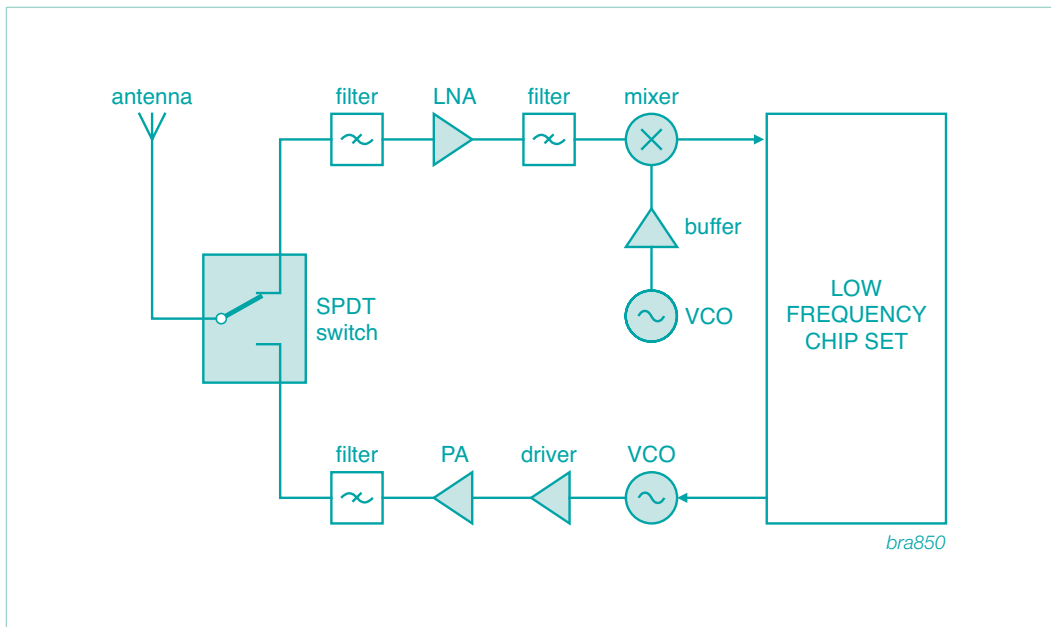 antenna
filter
LNA
filter
mixer
buffer
VCO
SPDT
switch
LOW
FREQUENCY
CHIP SET
filter
PA
driver
VCO
bra850